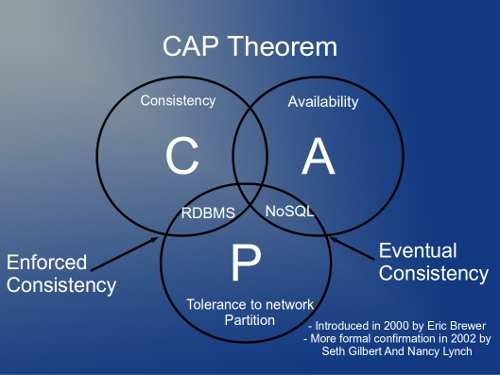 CAP Theorem
Consistency
Availability
C
A
RDBMS
NoSQL
P
Enforced
Consistency
Eventual
Consistency
Tolerance to network
Partition
- Introduced in 2000 by Eric Brewer
- More formal confirmation in 2002 by
Seth Gilbert And Nancy Lynch